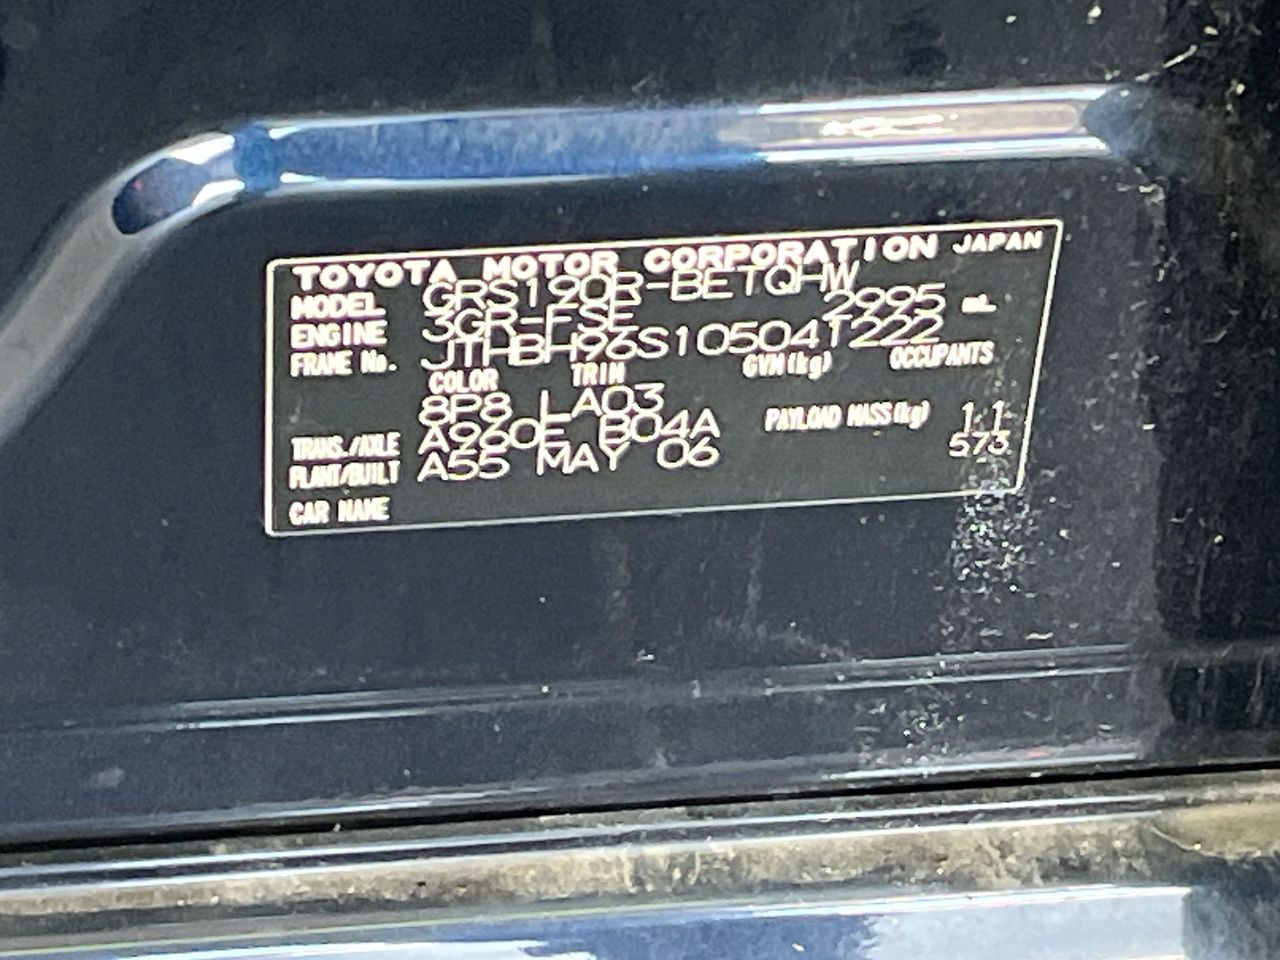 TOYOTA MOTOR CORPORATION JAPAN
MODEL GRS190R-BETQHW
ENGINE 3GR-FSE 2995 mL
FRAME No. JTHBH96S105041222
COLOR TRIM GVM(kg) OCCUPANTS
8P8 LA03
TRANS./AXLE A960E B04A PAYLOAD MASS(kg)
PLANT/BUILT A55 MAY 06 573
CAR NAME